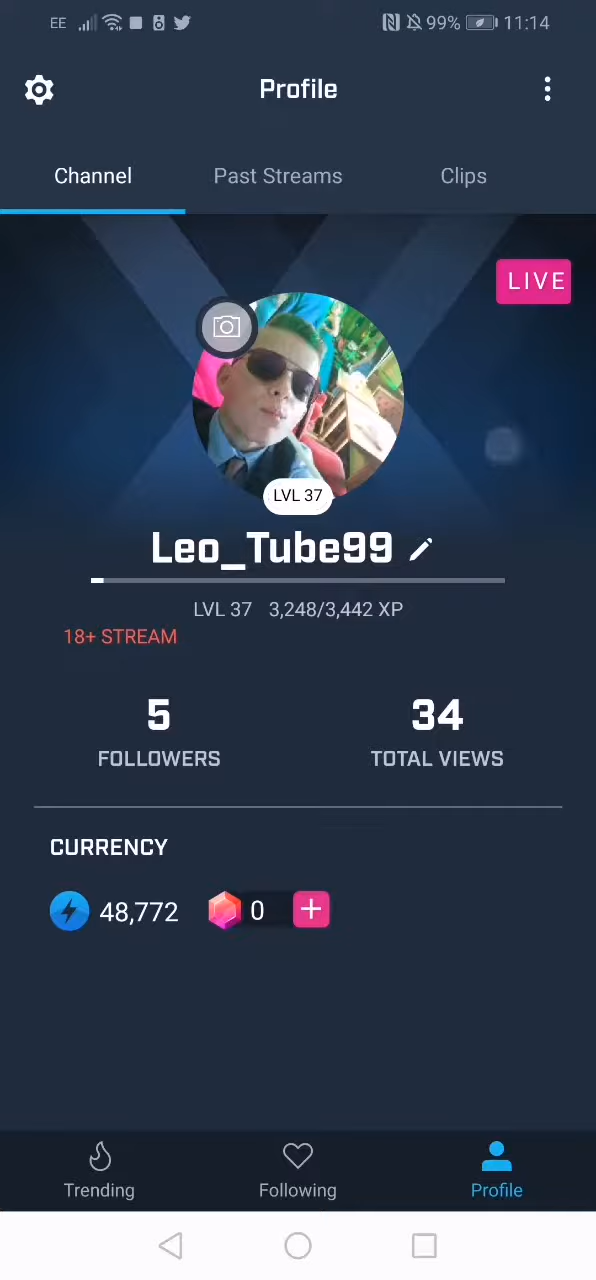 EE 99% 11:14
Profile
Channel Past Streams Clips
LIVE
LVL 37
Leo_Tube99
LVL 37 3,248/3,442 XP
18+ STREAM
5 34
FOLLOWERS TOTAL VIEWS
CURRENCY
48,772 0 +
Trending Following Profile